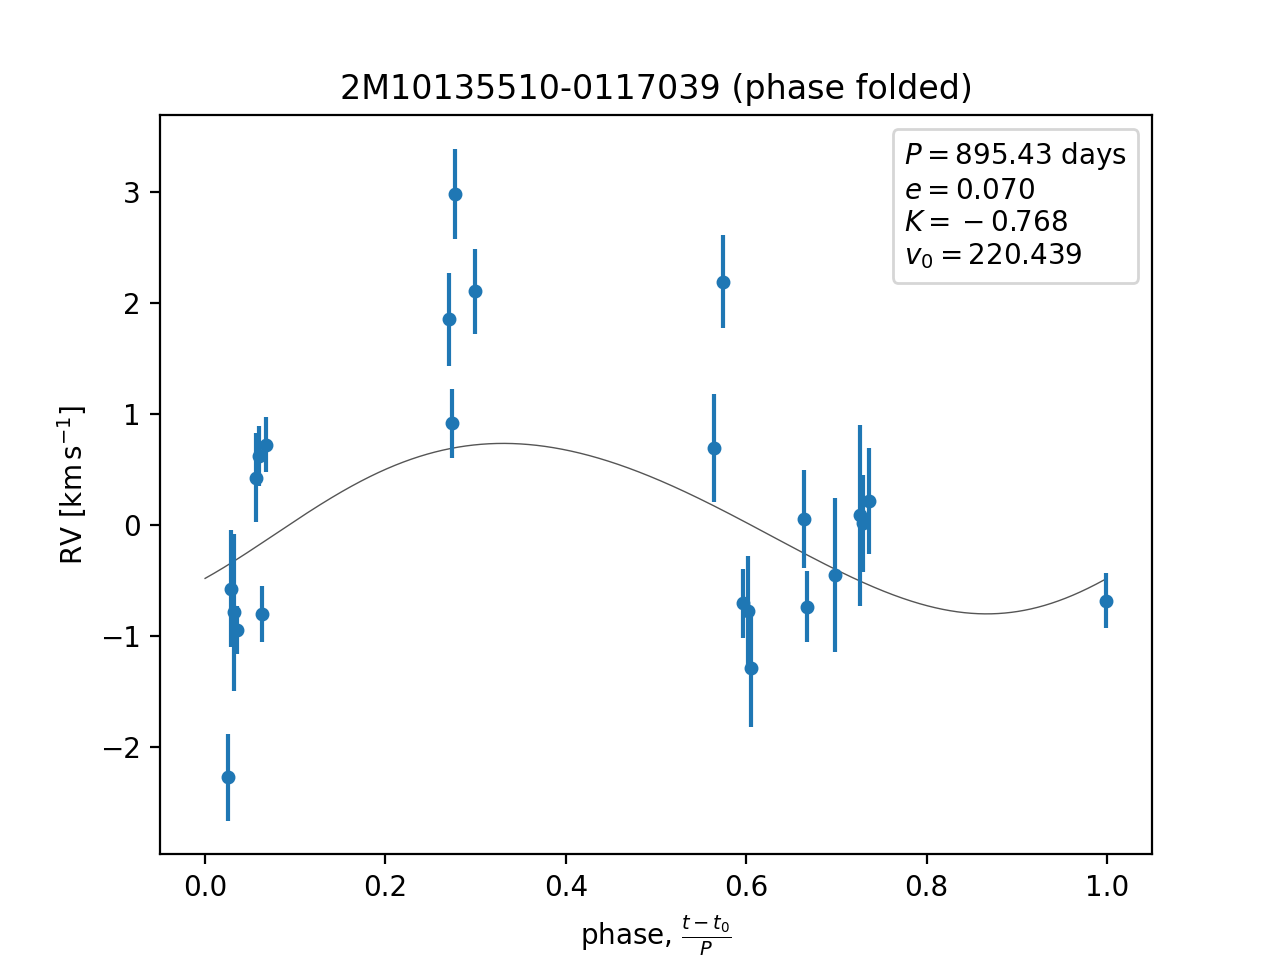 2M10135510-0117039 (phase folded)
P = 895.43 days
e = 0.070
K = −0.768
v₀ = 220.439
3
2
1
0
−1
−2
RV [km s⁻¹]
0.0 0.2 0.4 0.6 0.8 1.0
phase, (t − t₀)/P